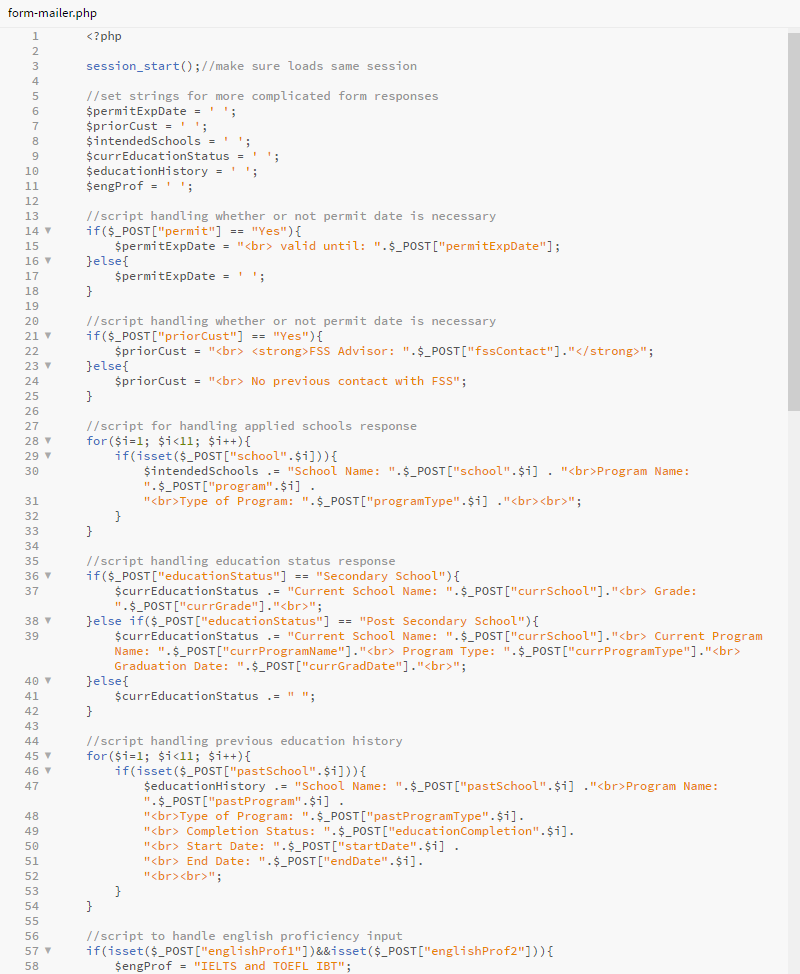 form-mailer.php
1 <?php
2
3 session_start();//make sure loads same session
4
5 //set strings for more complicated form responses
6 $permitExpDate = ' ';
7 $priorCust = ' ';
8 $intendedSchools = ' ';
9 $currEducationStatus = ' ';
10 $educationHistory = ' ';
11 $engProf = ' ';
12
13 //script handling whether or not permit date is necessary
14 if($_POST["permit"] == "Yes"){
15 $permitExpDate = "<br> valid until: ".$_POST["permitExpDate"];
16 }else{
17 $permitExpDate = ' ';
18 }
19
20 //script handling whether or not permit date is necessary
21 if($_POST["priorCust"] == "Yes"){
22 $priorCust = "<br> <strong>FSS Advisor: ".$_POST["fssContact"]."</strong>";
23 }else{
24 $priorCust = "<br> No previous contact with FSS";
25 }
26
27 //script for handling applied schools response
28 for($i=1; $i<11; $i++){
29 if(isset($_POST["school".$i])){
30 $intendedSchools .= "School Name: ".$_POST["school".$i] . "<br>Program Name:
".$_POST["program".$i] .
31 "<br>Type of Program: ".$_POST["programType".$i] ."<br><br>";
32 }
33 }
34
35 //script handling education status response
36 if($_POST["educationStatus"] == "Secondary School"){
37 $currEducationStatus .= "Current School Name: ".$_POST["currSchool"]."<br> Grade:
".$_POST["currGrade"]."<br>";
38 }else if($_POST["educationStatus"] == "Post Secondary School"){
39 $currEducationStatus .= "Current School Name: ".$_POST["currSchool"]."<br> Current Program
Name: ".$_POST["currProgramName"]."<br> Program Type: ".$_POST["currProgramType"]."<br>
Graduation Date: ".$_POST["currGradDate"]."<br>";
40 }else{
41 $currEducationStatus .= " ";
42 }
43
44 //script handling previous education history
45 for($i=1; $i<11; $i++){
46 if(isset($_POST["pastSchool".$i])){
47 $educationHistory .= "School Name: ".$_POST["pastSchool".$i] ."<br>Program Name:
".$_POST["pastProgram".$i] .
48 "<br>Type of Program: ".$_POST["pastProgramType".$i].
49 "<br> Completion Status: ".$_POST["educationCompletion".$i].
50 "<br> Start Date: ".$_POST["startDate".$i] .
51 "<br> End Date: ".$_POST["endDate".$i].
52 "<br><br>";
53 }
54 }
55
56 //script to handle english proficiency input
57 if(isset($_POST["englishProf1"])&&isset($_POST["englishProf2"])){
58 $engProf = "IELTS and TOEFL IBT";